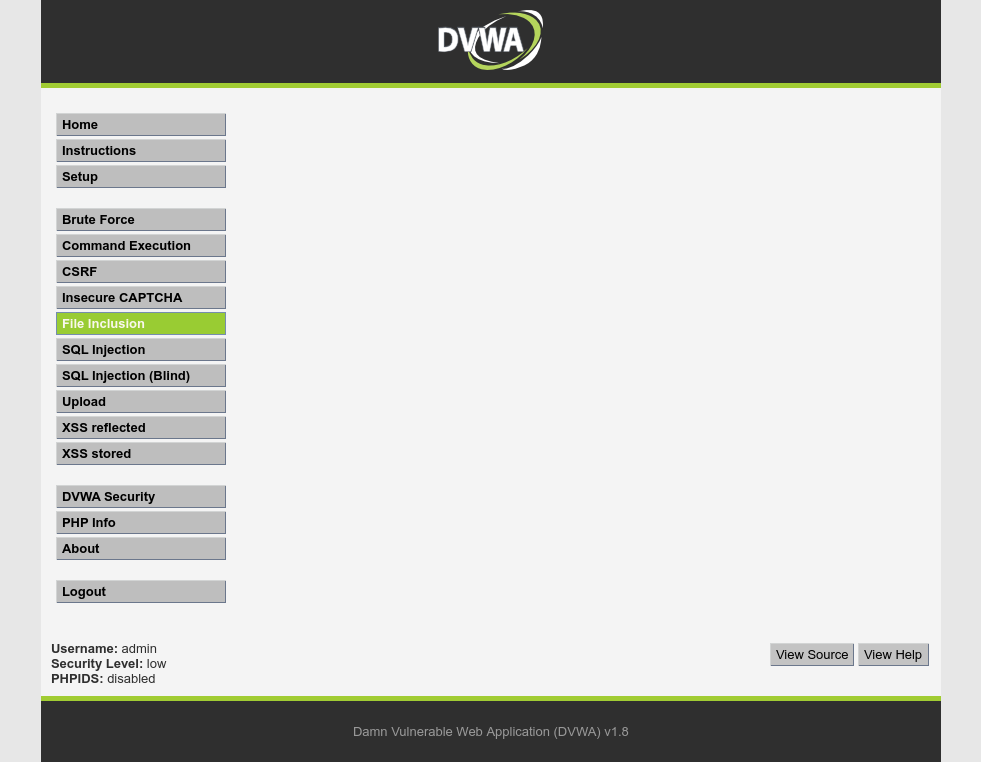 DVWA
Home
Instructions
Setup
Brute Force
Command Execution
CSRF
Insecure CAPTCHA
File Inclusion
SQL Injection
SQL Injection (Blind)
Upload
XSS reflected
XSS stored
DVWA Security
PHP Info
About
Logout
Username: admin
Security Level: low
PHPIDS: disabled
View Source View Help
Damn Vulnerable Web Application (DVWA) v1.8